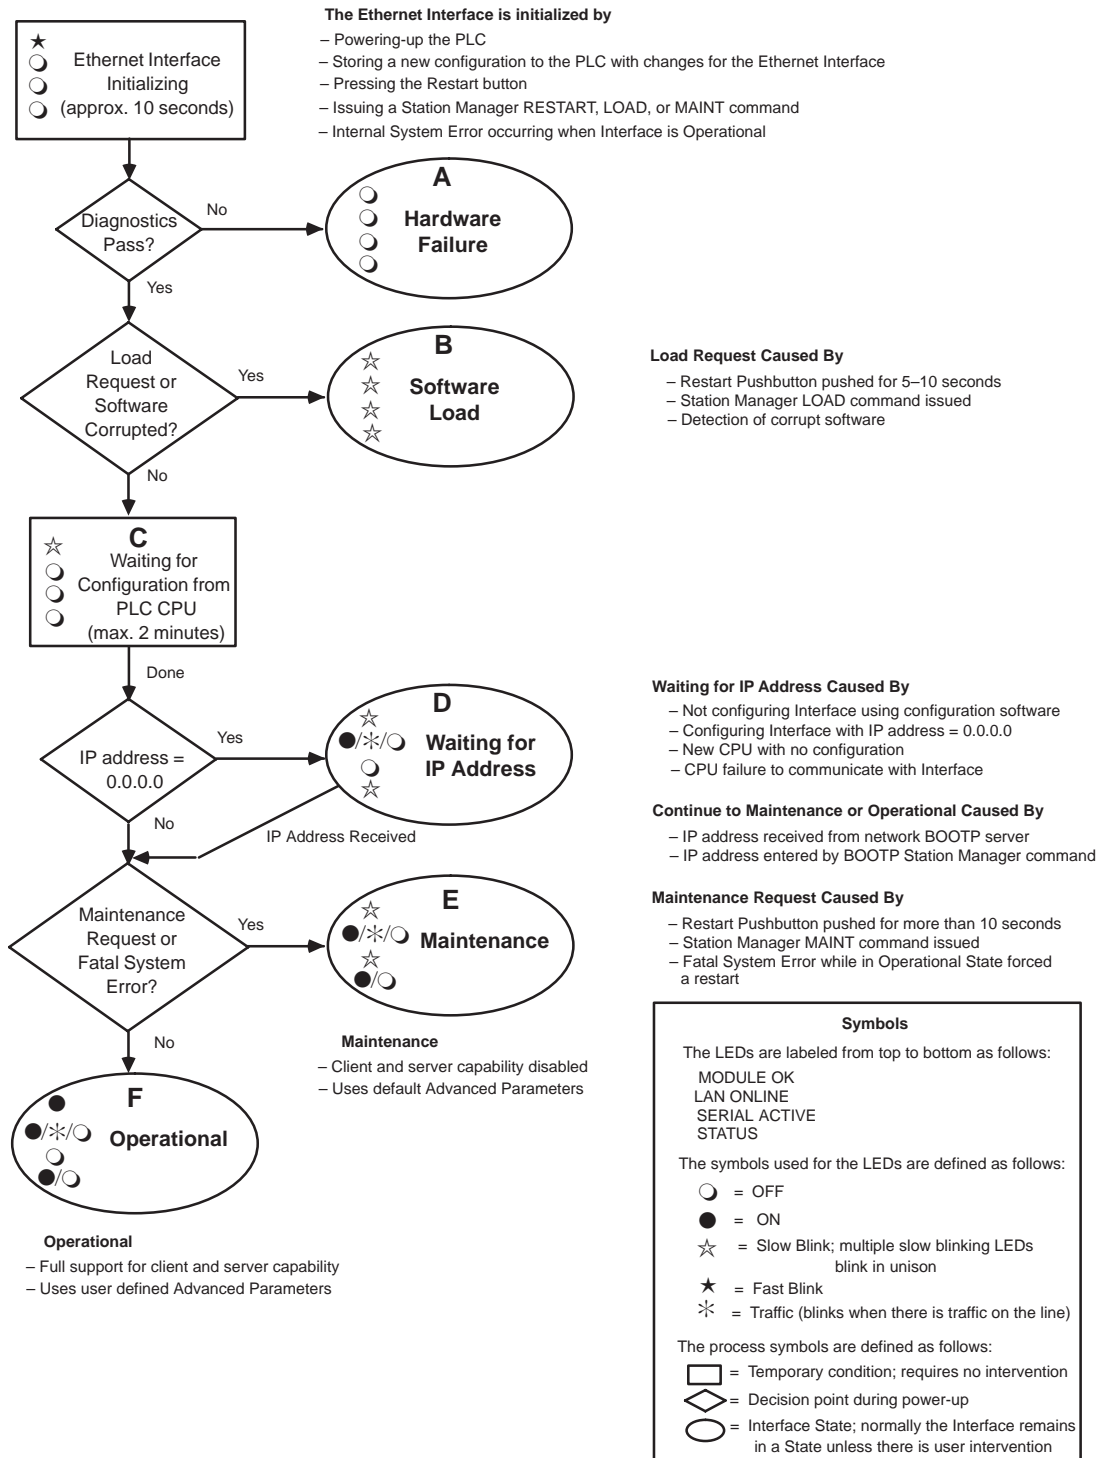 The Ethernet Interface is initialized by
– Powering-up the PLC
– Storing a new configuration to the PLC with changes for the Ethernet Interface
– Pressing the Restart button
– Issuing a Station Manager RESTART, LOAD, or MAINT command
– Internal System Error occurring when Interface is Operational
Ethernet Interface
Initializing
(approx. 10 seconds)
Diagnostics
Pass?
No
Yes
A
Hardware
Failure
Load
Request or
Software
Corrupted?
Yes
No
B
Software
Load
Load Request Caused By
– Restart Pushbutton pushed for 5–10 seconds
– Station Manager LOAD command issued
– Detection of corrupt software
C
Waiting for
Configuration from
PLC CPU
(max. 2 minutes)
Done
IP address =
0.0.0.0
Yes
No
D
Waiting for
IP Address
IP Address Received
Waiting for IP Address Caused By
– Not configuring Interface using configuration software
– Configuring Interface with IP address = 0.0.0.0
– New CPU with no configuration
– CPU failure to communicate with Interface
Continue to Maintenance or Operational Caused By
– IP address received from network BOOTP server
– IP address entered by BOOTP Station Manager command
Maintenance
Request or
Fatal System
Error?
Yes
No
E
Maintenance
Maintenance Request Caused By
– Restart Pushbutton pushed for more than 10 seconds
– Station Manager MAINT command issued
– Fatal System Error while in Operational State forced
a restart
Maintenance
– Client and server capability disabled
– Uses default Advanced Parameters
F
Operational
Operational
– Full support for client and server capability
– Uses user defined Advanced Parameters
Symbols
The LEDs are labeled from top to bottom as follows:
MODULE OK
LAN ONLINE
SERIAL ACTIVE
STATUS
The symbols used for the LEDs are defined as follows:
= OFF
= ON
= Slow Blink; multiple slow blinking LEDs
blink in unison
= Fast Blink
= Traffic (blinks when there is traffic on the line)
The process symbols are defined as follows:
= Temporary condition; requires no intervention
= Decision point during power-up
= Interface State; normally the Interface remains
in a State unless there is user intervention